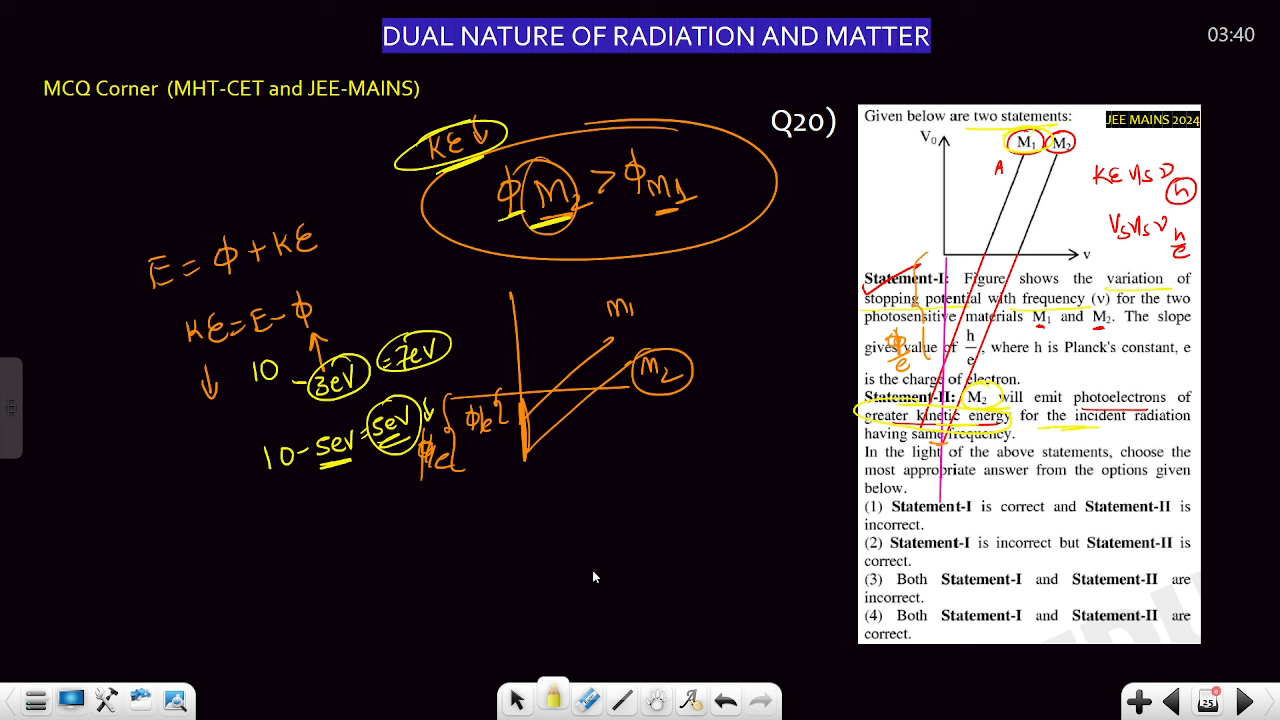 DUAL NATURE OF RADIATION AND MATTER
03:40
MCQ Corner (MHT-CET and JEE-MAINS)
Q20)
KE ↓
ϕ M2 > ϕ M1
E = ϕ + KE
KE = E - ϕ
10 - 3eV = 7eV
10 - 5eV = 5eV
M1
M2
ϕ/e
ϕ/e
Given below are two statements:
JEE MAINS 2024
V₀
M₁
M₂
A
v
KE vs ν
h
Vs vs ν
h/e
ϕ/e
Statement-I: Figure shows the variation of
stopping potential with frequency (ν) for the two
photosensitive materials M₁ and M₂. The slope
gives value of h/e, where h is Planck's constant, e
is the charge of electron.
Statement-II: M₂ will emit photoelectrons of
greater kinetic energy for the incident radiation
having same frequency.
In the light of the above statements, choose the
most appropriate answer from the options given
below.
(1) Statement-I is correct and Statement-II is
incorrect.
(2) Statement-I is incorrect but Statement-II is
correct.
(3) Both Statement-I and Statement-II are
incorrect.
(4) Both Statement-I and Statement-II are
correct.
25